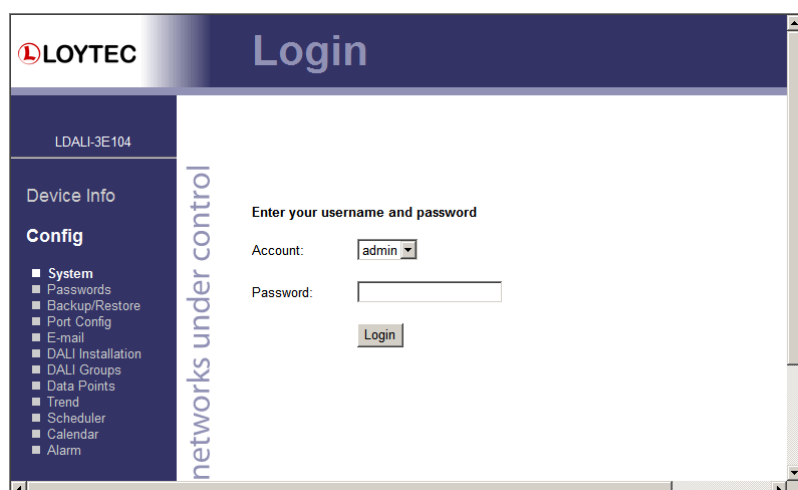 LLOYTEC
Login
LDALI-3E104
Device Info
Config
System
Passwords
Backup/Restore
Port Config
E-mail
DALI Installation
DALI Groups
Data Points
Trend
Scheduler
Calendar
Alarm
networks under control
Enter your username and password
Account:
admin
Password:
Login